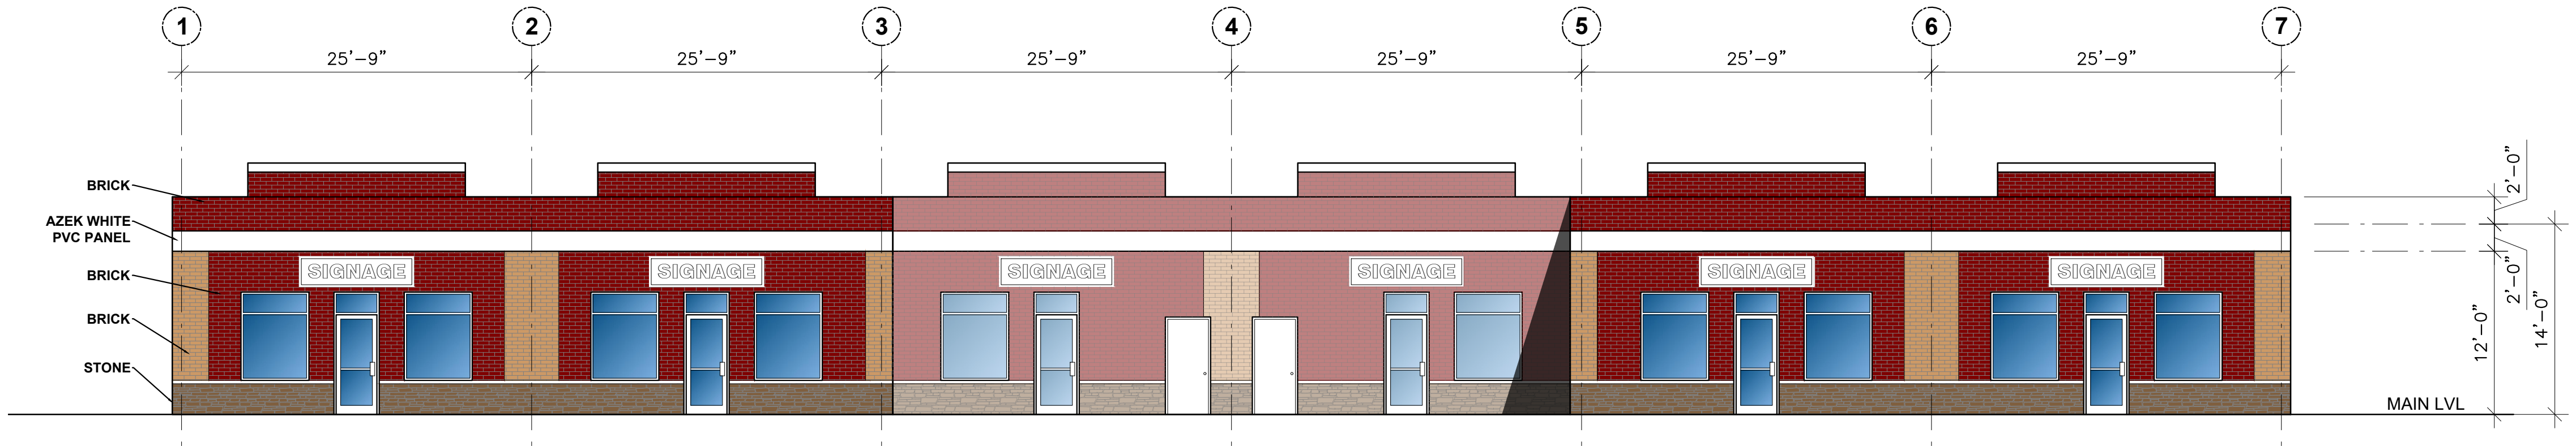 1 2 3 4 5 6 7
25'-9" 25'-9" 25'-9" 25'-9" 25'-9" 25'-9"
BRICK
AZEK WHITE
PVC PANEL
BRICK
BRICK
STONE
SIGNAGE SIGNAGE SIGNAGE SIGNAGE SIGNAGE SIGNAGE
2'-0"
2'-0"
12'-0"
14'-0"
MAIN LVL